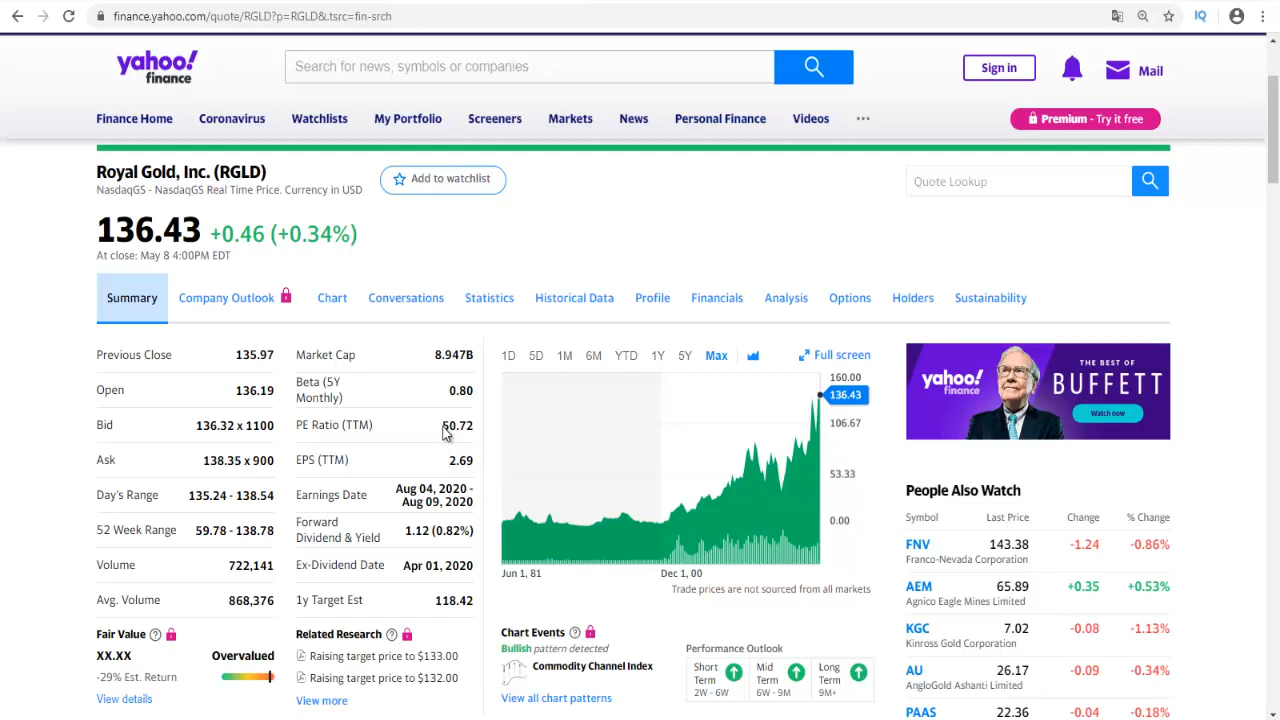 finance.yahoo.com/quote/RGLD?p=RGLD&.tsrc=fin-srch
IQ
yahoo!
finance
Search for news, symbols or companies
Sign in
Mail
Finance Home
Coronavirus
Watchlists
My Portfolio
Screeners
Markets
News
Personal Finance
Videos
Premium - Try it free
Royal Gold, Inc. (RGLD)
NasdaqGS - NasdaqGS Real Time Price. Currency in USD
Add to watchlist
Quote Lookup
136.43 +0.46 (+0.34%)
At close: May 8 4:00PM EDT
Summary
Company Outlook
Chart
Conversations
Statistics
Historical Data
Profile
Financials
Analysis
Options
Holders
Sustainability
Previous Close 135.97
Open 136.19
Bid 136.32 x 1100
Ask 138.35 x 900
Day's Range 135.24 - 138.54
52 Week Range 59.78 - 138.78
Volume 722,141
Avg. Volume 868,376
Fair Value
XX.XX Overvalued
-29% Est. Return
View details
Market Cap 8.947B
Beta (5Y
Monthly) 0.80
PE Ratio (TTM) 50.72
EPS (TTM) 2.69
Earnings Date Aug 04, 2020 -
Aug 09, 2020
Forward
Dividend & Yield 1.12 (0.82%)
Ex-Dividend Date Apr 01, 2020
1y Target Est 118.42
Related Research
Raising target price to $133.00
Raising target price to $132.00
View more
1D 5D 1M 6M YTD 1Y 5Y Max
Full screen
160.00
136.43
106.67
53.33
0.00
Jun 1, 81
Dec 1, 00
Trade prices are not sourced from all markets
Chart Events
Bullish pattern detected
Commodity Channel Index
View all chart patterns
Performance Outlook
Short
Term
2W - 6W
Mid
Term
6W - 9M
Long
Term
9M+
yahoo!
finance
THE BEST OF
BUFFETT
Watch now
People Also Watch
Symbol Last Price Change % Change
FNV 143.38 -1.24 -0.86%
Franco-Nevada Corporation
AEM 65.89 +0.35 +0.53%
Agnico Eagle Mines Limited
KGC 7.02 -0.08 -1.13%
Kinross Gold Corporation
AU 26.17 -0.09 -0.34%
AngloGold Ashanti Limited
PAAS 22.36 -0.04 -0.18%